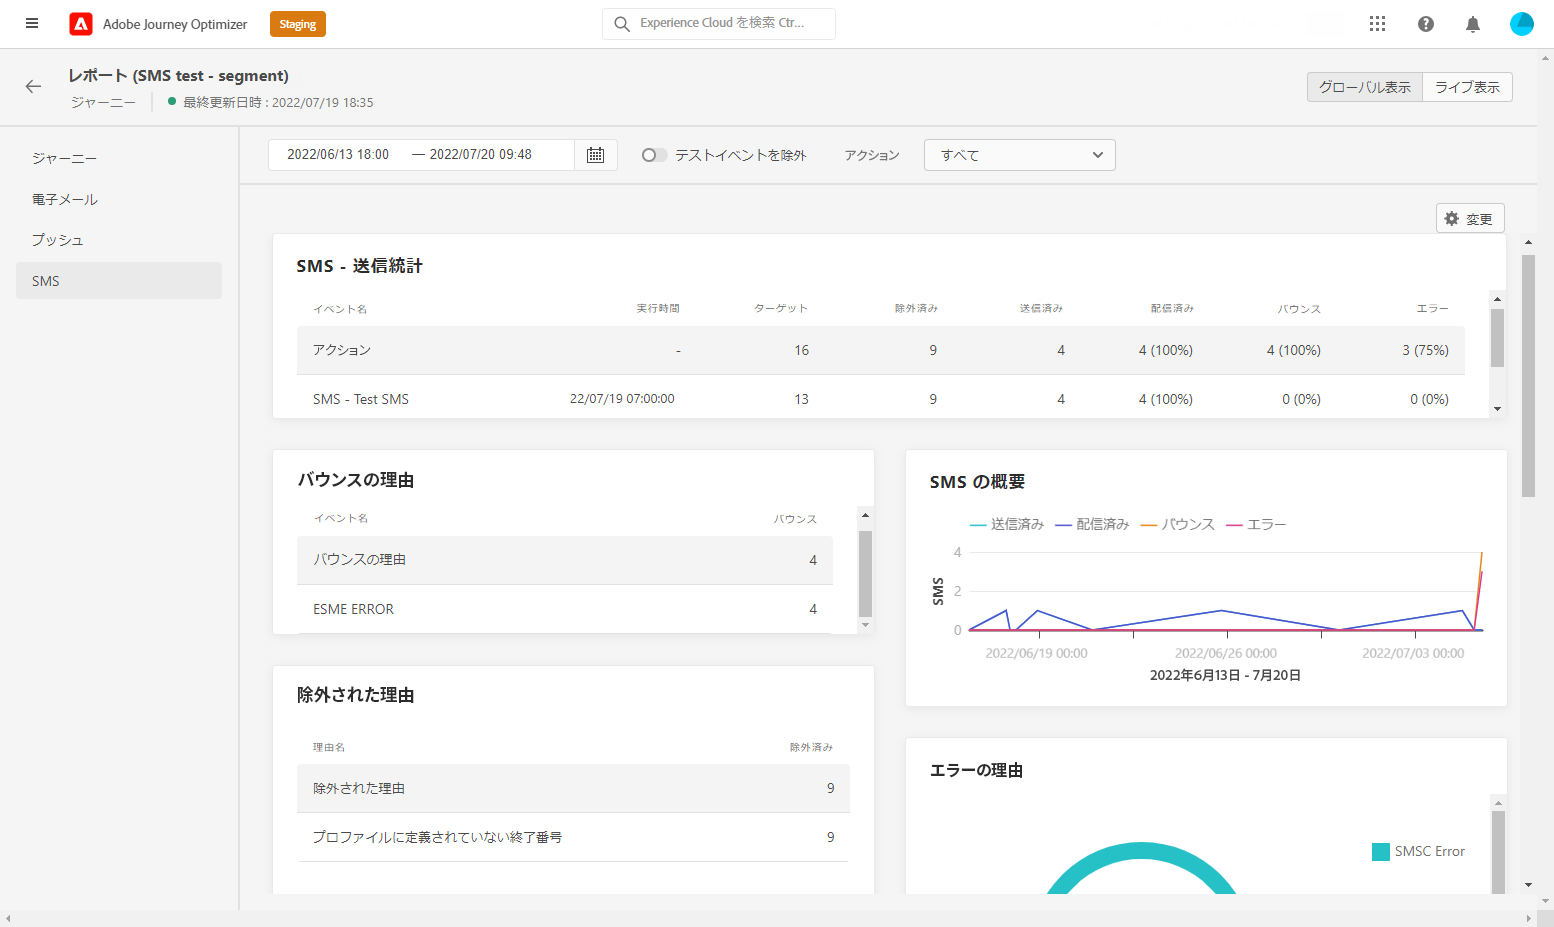 Adobe Journey Optimizer
Staging
Experience Cloud を検索 Ctr...
レポート (SMS test - segment)
ジャーニー
最終更新日時 : 2022/07/19 18:35
グローバル表示
ライブ表示
ジャーニー
電子メール
プッシュ
SMS
2022/06/13 18:00 — 2022/07/20 09:48
テストイベントを除外
アクション
すべて
変更
SMS - 送信統計
イベント名 実行時間 ターゲット 除外済み 送信済み 配信済み バウンス エラー
アクション - 16 9 4 4 (100%) 4 (100%) 3 (75%)
SMS - Test SMS 22/07/19 07:00:00 13 9 4 4 (100%) 0 (0%) 0 (0%)
バウンスの理由
イベント名 バウンス
バウンスの理由 4
ESME ERROR 4
SMS の概要
送信済み 配信済み バウンス エラー
4
2
0
SMS
2022/06/19 00:00 2022/06/26 00:00 2022/07/03 00:00
2022年6月13日 - 7月20日
除外された理由
理由名 除外済み
除外された理由 9
プロファイルに定義されていない終了番号 9
エラーの理由
SMSC Error